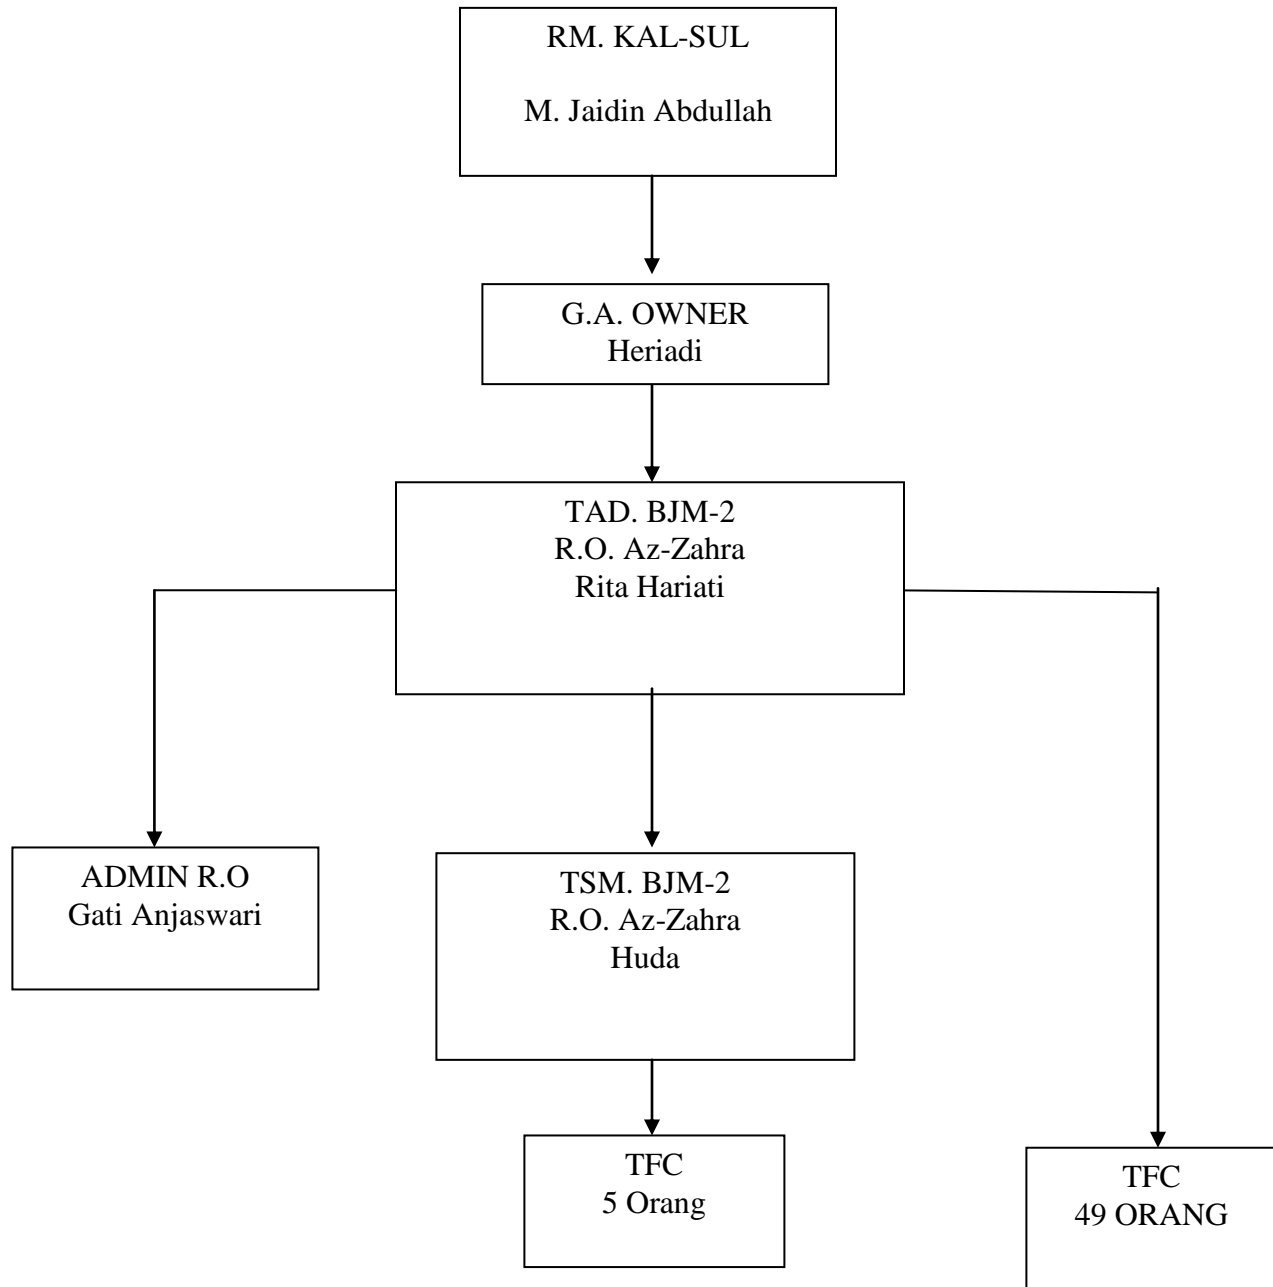 RM. KAL-SUL
M. Jaidin Abdullah
G.A. OWNER
Heriadi
TAD. BJM-2
R.O. Az-Zahra
Rita Hariati
ADMIN R.O
Gati Anjaswari
TSM. BJM-2
R.O. Az-Zahra
Huda
TFC
5 Orang
TFC
49 ORANG